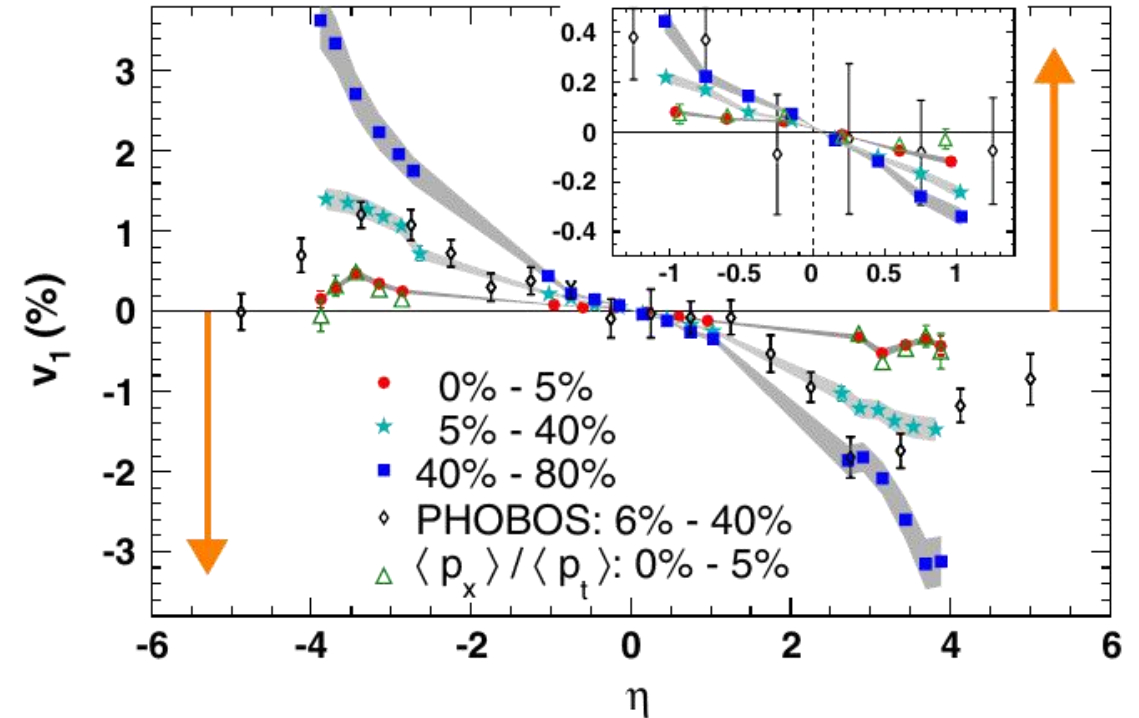 0.4
0.2
0
-0.2
-0.4
-1 -0.5 0 0.5 1
3
2
1
0
-1
-2
-3
v1 (%)
0% - 5%
5% - 40%
40% - 80%
PHOBOS: 6% - 40%
⟨ px ⟩ / ⟨ pt ⟩: 0% - 5%
-6 -4 -2 0 2 4 6
η